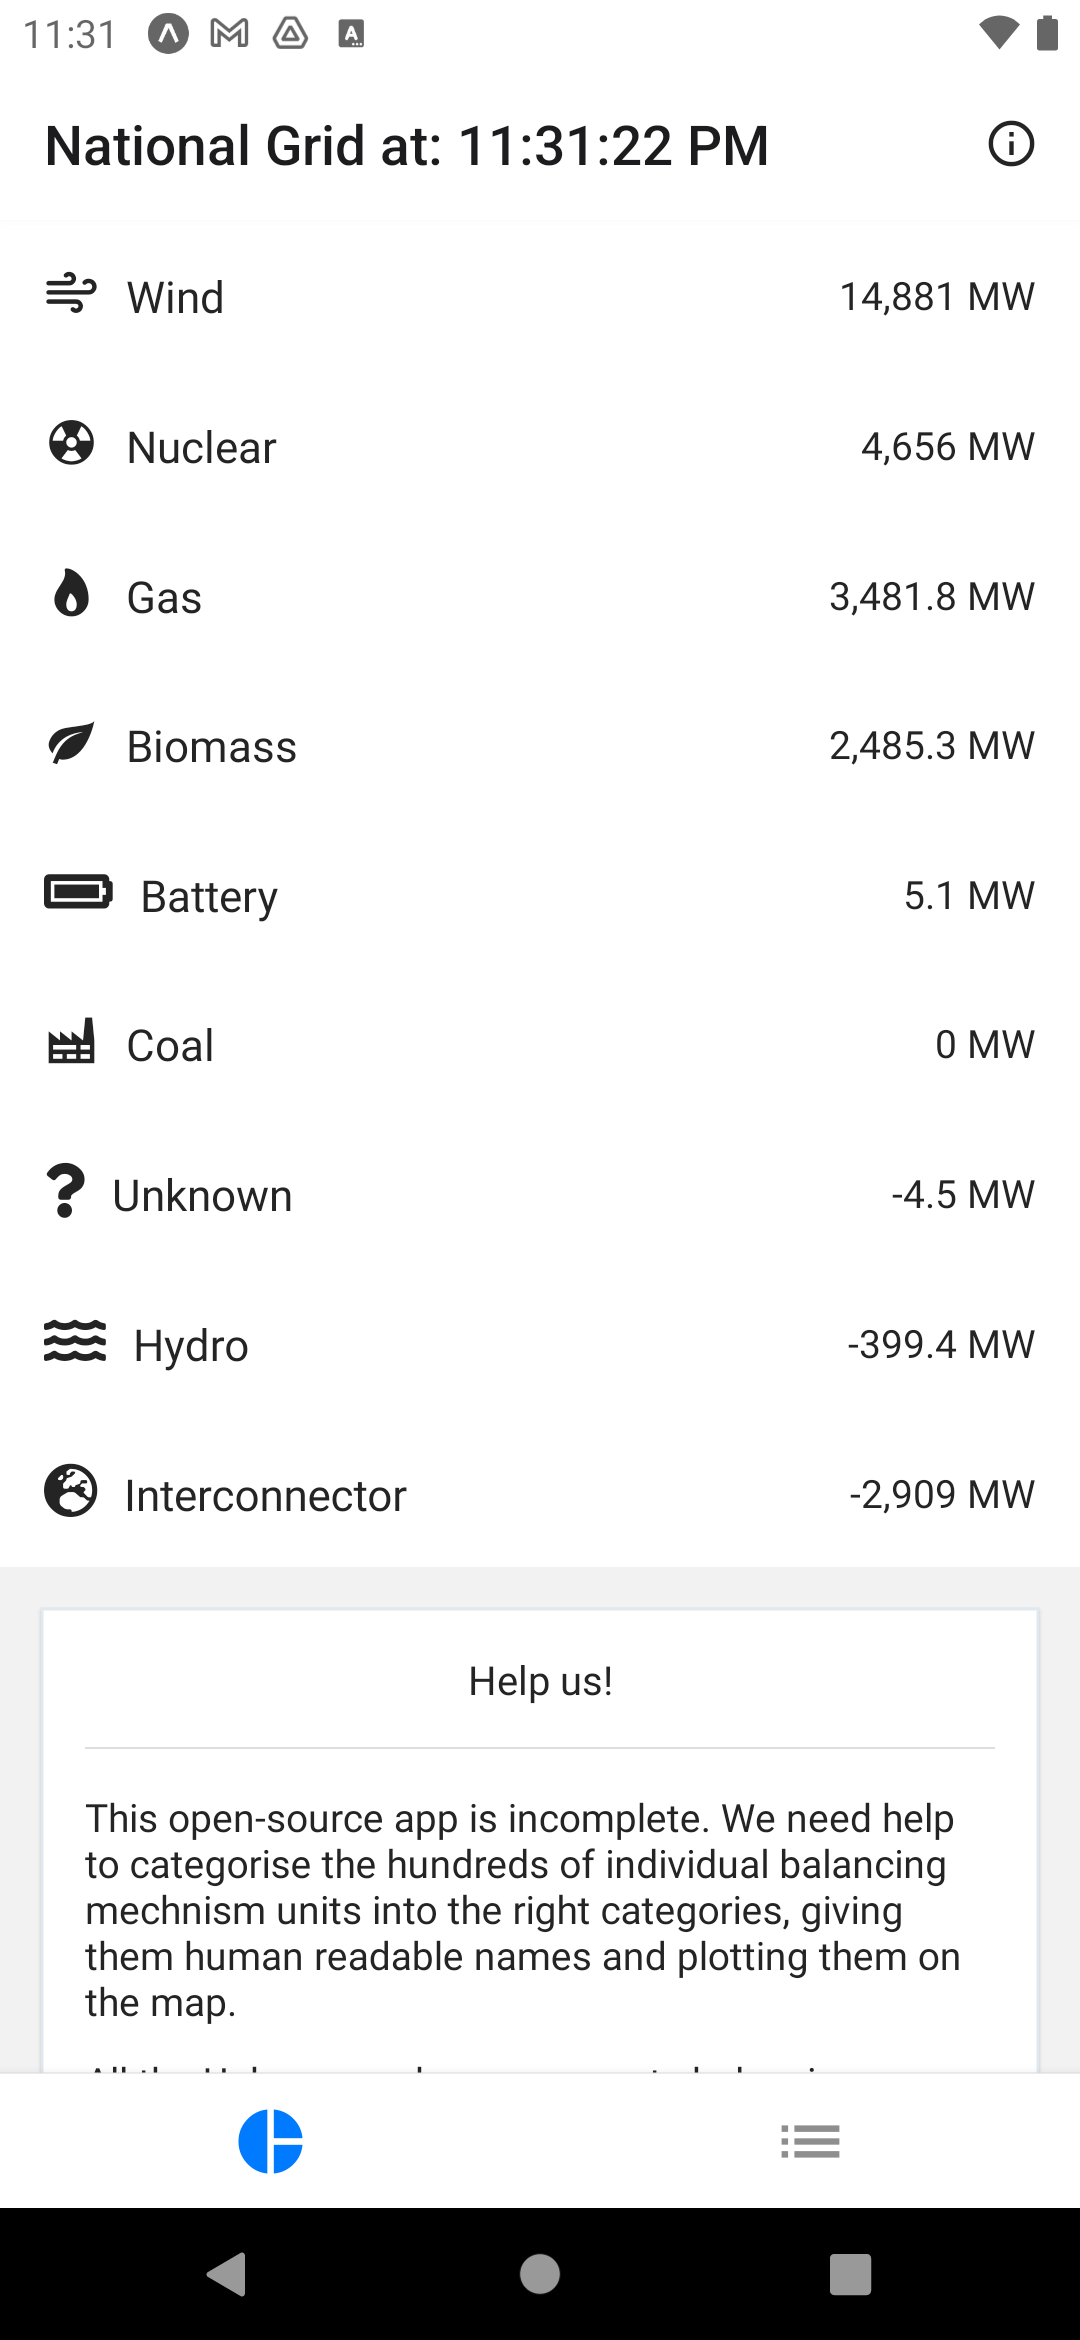 11:31
National Grid at: 11:31:22 PM
Wind 14,881 MW
Nuclear 4,656 MW
Gas 3,481.8 MW
Biomass 2,485.3 MW
Battery 5.1 MW
Coal 0 MW
Unknown -4.5 MW
Hydro -399.4 MW
Interconnector -2,909 MW
Help us!
This open-source app is incomplete. We need help
to categorise the hundreds of individual balancing
mechnism units into the right categories, giving
them human readable names and plotting them on
the map.